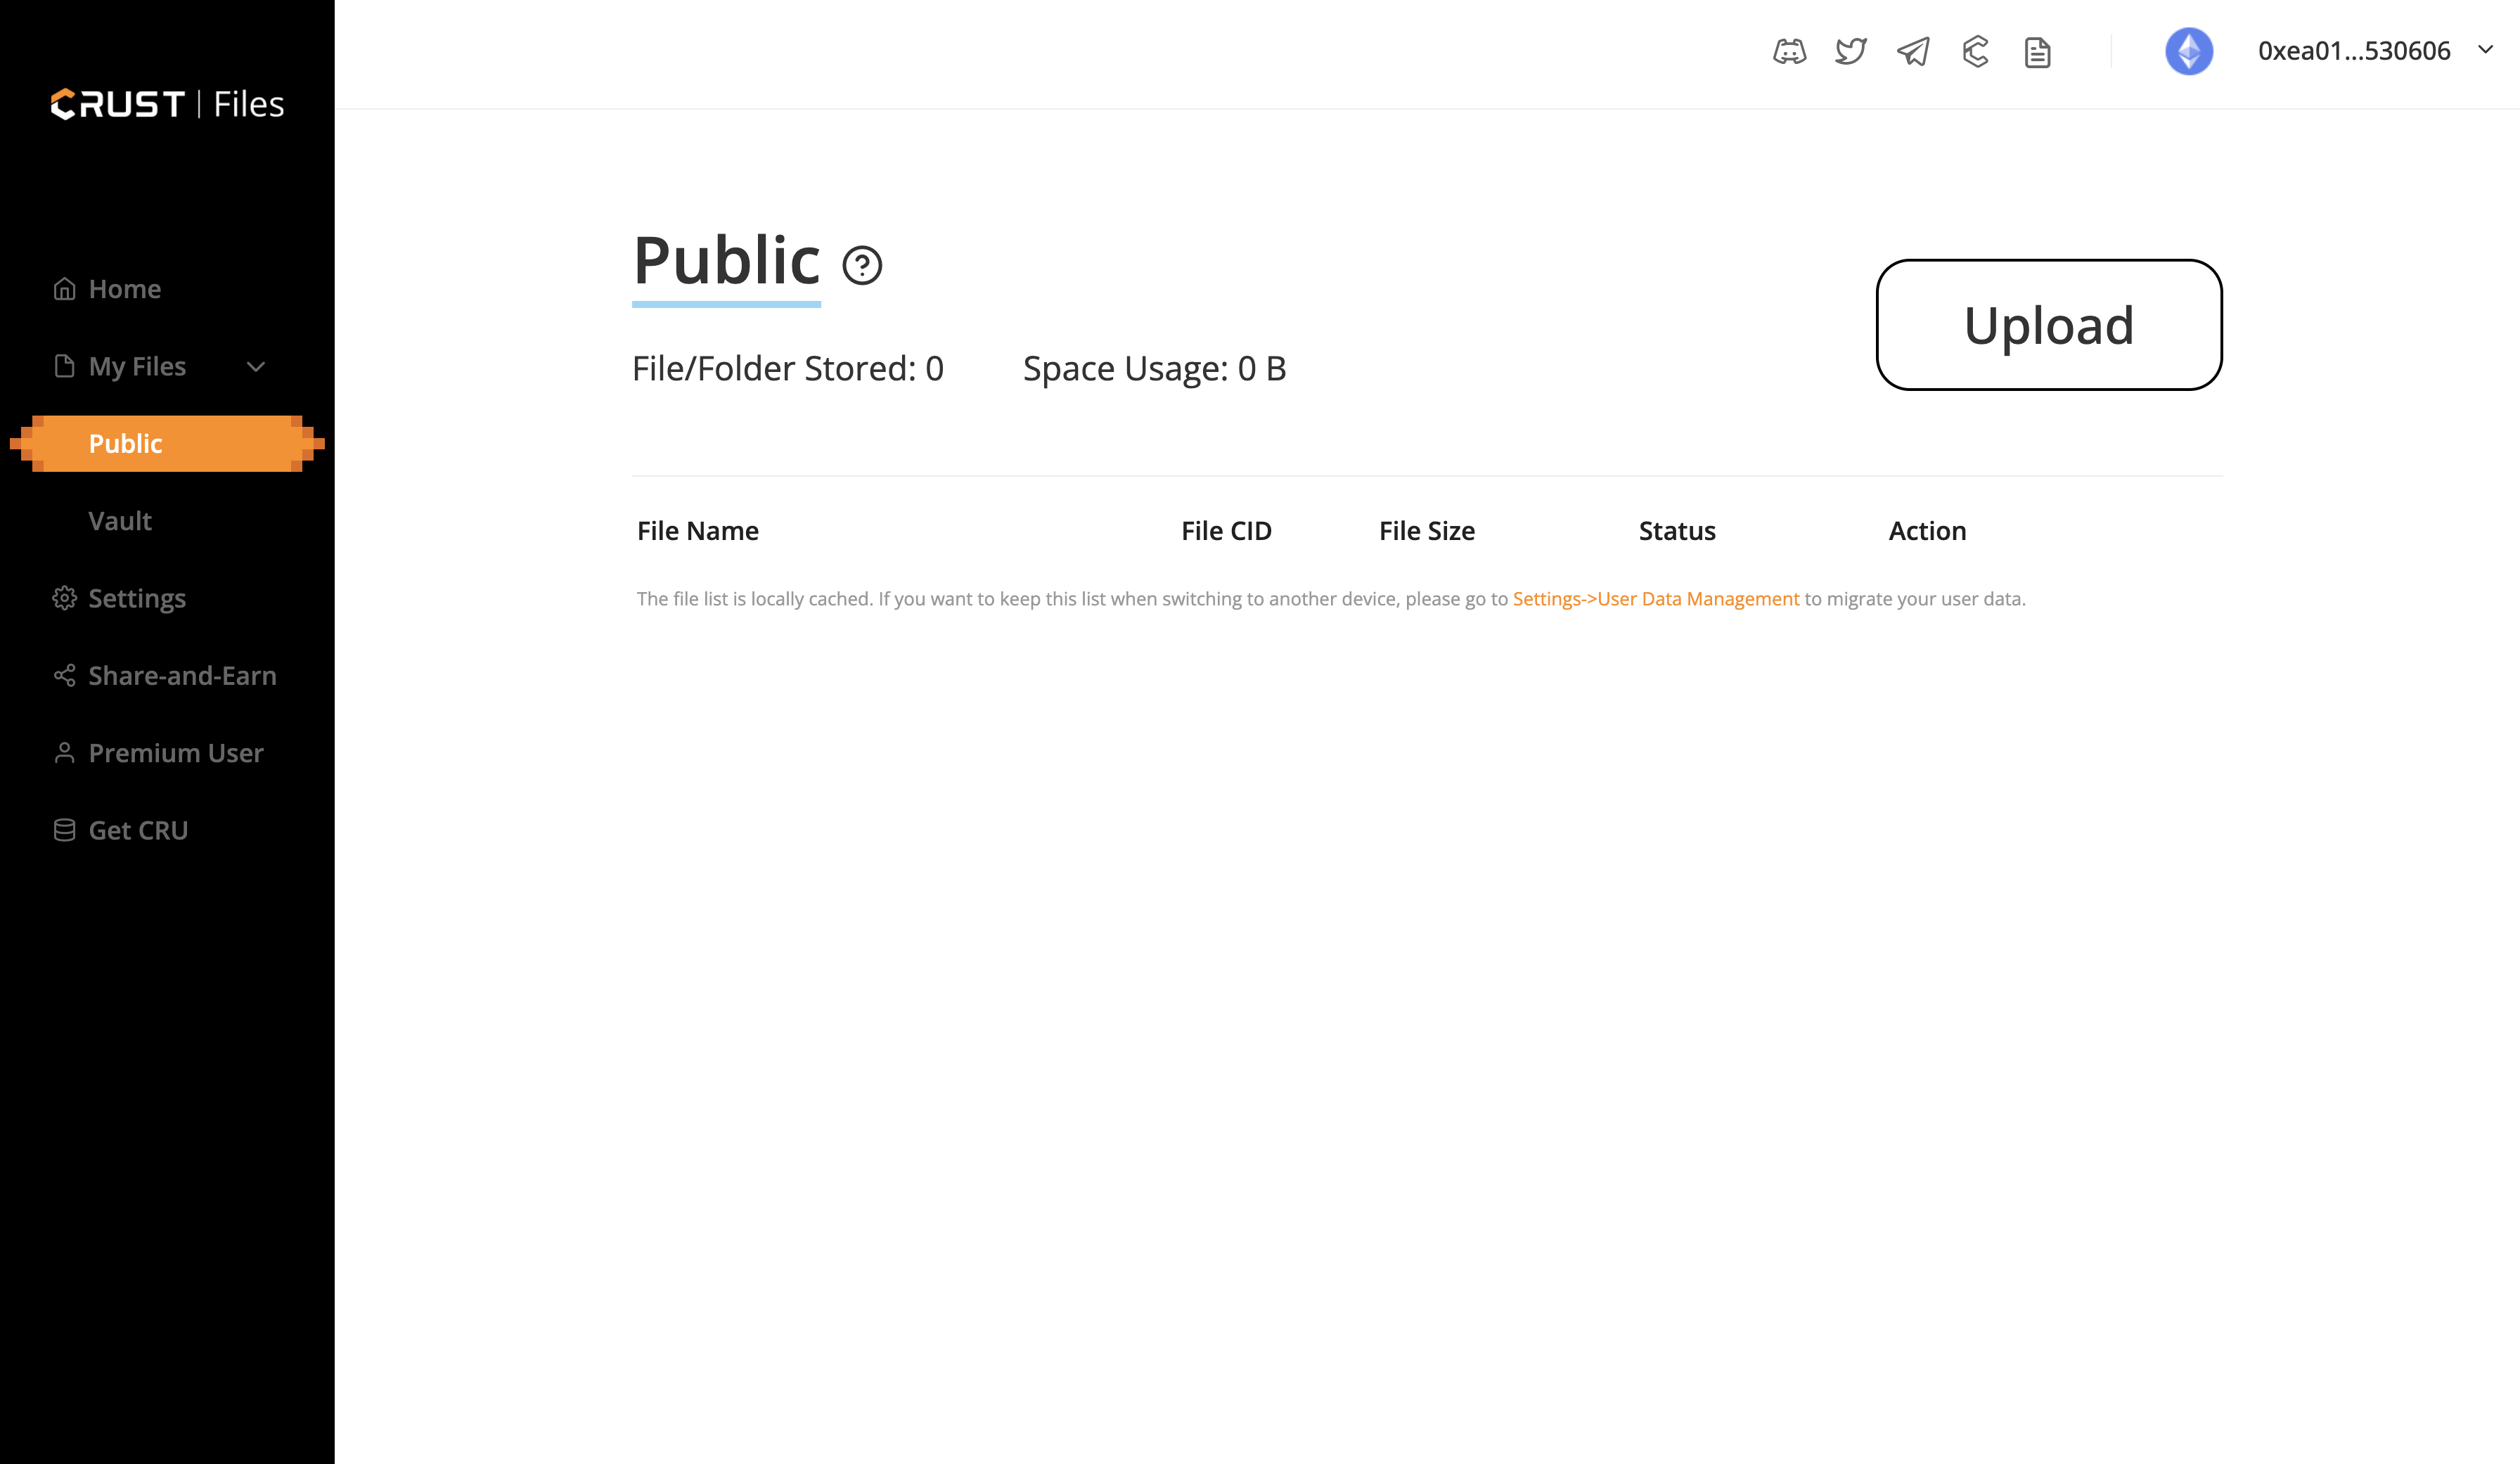 CRUST | Files
Home
My Files
Public
Vault
Settings
Share-and-Earn
Premium User
Get CRU
0xea01...530606
Public
Upload
File/Folder Stored: 0 Space Usage: 0 B
File Name File CID File Size Status Action
The file list is locally cached. If you want to keep this list when switching to another device, please go to Settings->User Data Management to migrate your user data.